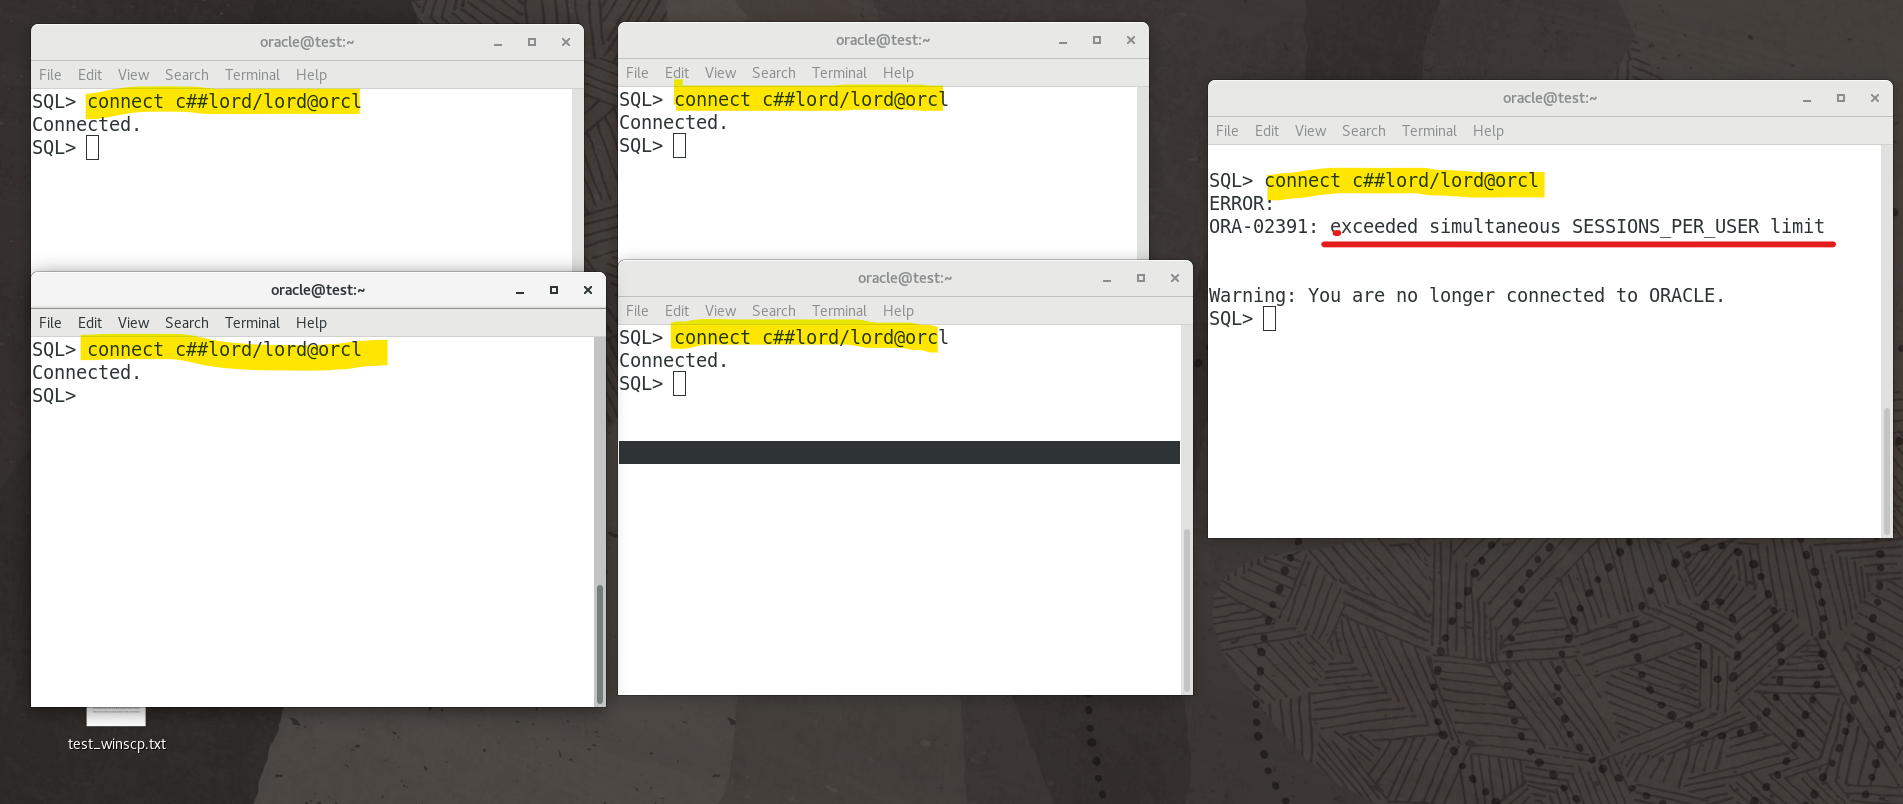 oracle@test:~
File Edit View Search Terminal Help
SQL> connect c##lord/lord@orcl
Connected.
SQL>
oracle@test:~
File Edit View Search Terminal Help
SQL> connect c##lord/lord@orcl
Connected.
SQL>
oracle@test:~
File Edit View Search Terminal Help
SQL> connect c##lord/lord@orcl
ERROR:
ORA-02391: exceeded simultaneous SESSIONS_PER_USER limit
Warning: You are no longer connected to ORACLE.
SQL>
oracle@test:~
File Edit View Search Terminal Help
SQL> connect c##lord/lord@orcl
Connected.
SQL>
oracle@test:~
File Edit View Search Terminal Help
SQL> connect c##lord/lord@orcl
Connected.
SQL>
test_winscp.txt